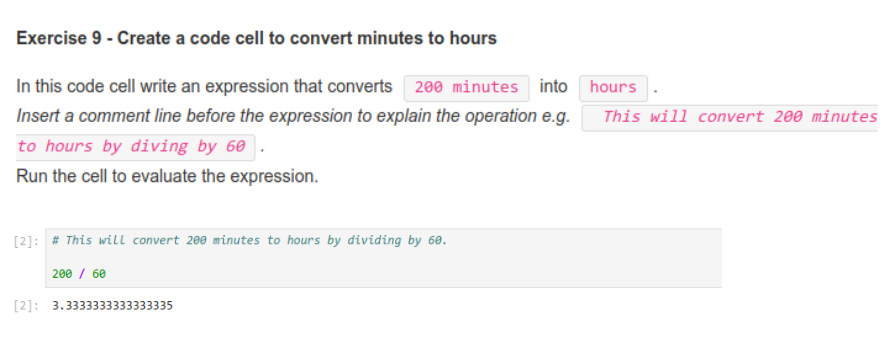 Exercise 9 - Create a code cell to convert minutes to hours
In this code cell write an expression that converts 200 minutes into hours .
Insert a comment line before the expression to explain the operation e.g. This will convert 200 minutes
to hours by diving by 60 .
Run the cell to evaluate the expression.
[2]: # This will convert 200 minutes to hours by dividing by 60.
200 / 60
[2]: 3.3333333333333335